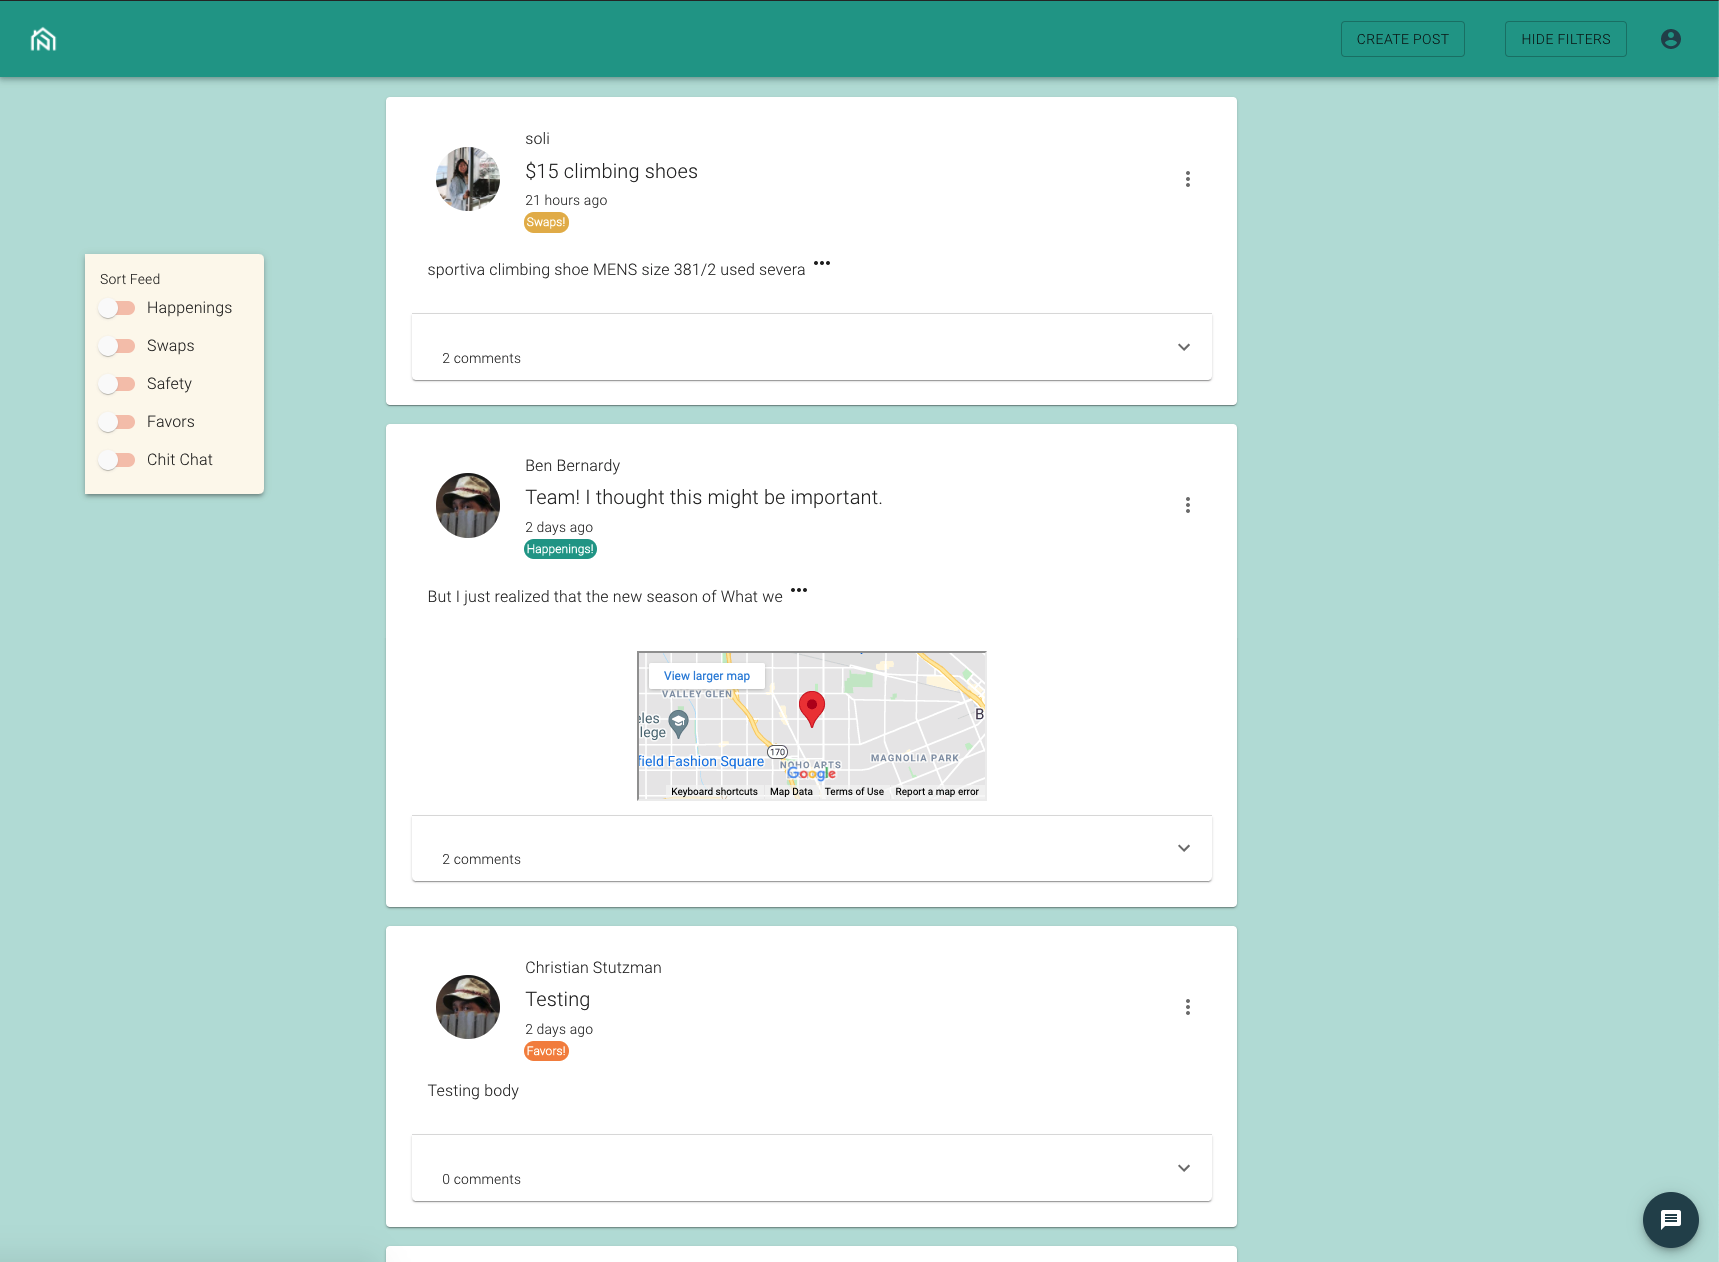 CREATE POST
HIDE FILTERS
Sort Feed
Happenings
Swaps
Safety
Favors
Chit Chat
soli
$15 climbing shoes
21 hours ago
Swaps!
sportiva climbing shoe MENS size 381/2 used severa •••
2 comments
Ben Bernardy
Team! I thought this might be important.
2 days ago
Happenings!
But I just realized that the new season of What we •••
View larger map
VALLEY GLEN
eles
lege
B
170
field Fashion Square
NOHO ARTS
MAGNOLIA PARK
Google
Keyboard shortcuts Map Data Terms of Use Report a map error
2 comments
Christian Stutzman
Testing
2 days ago
Favors!
Testing body
0 comments